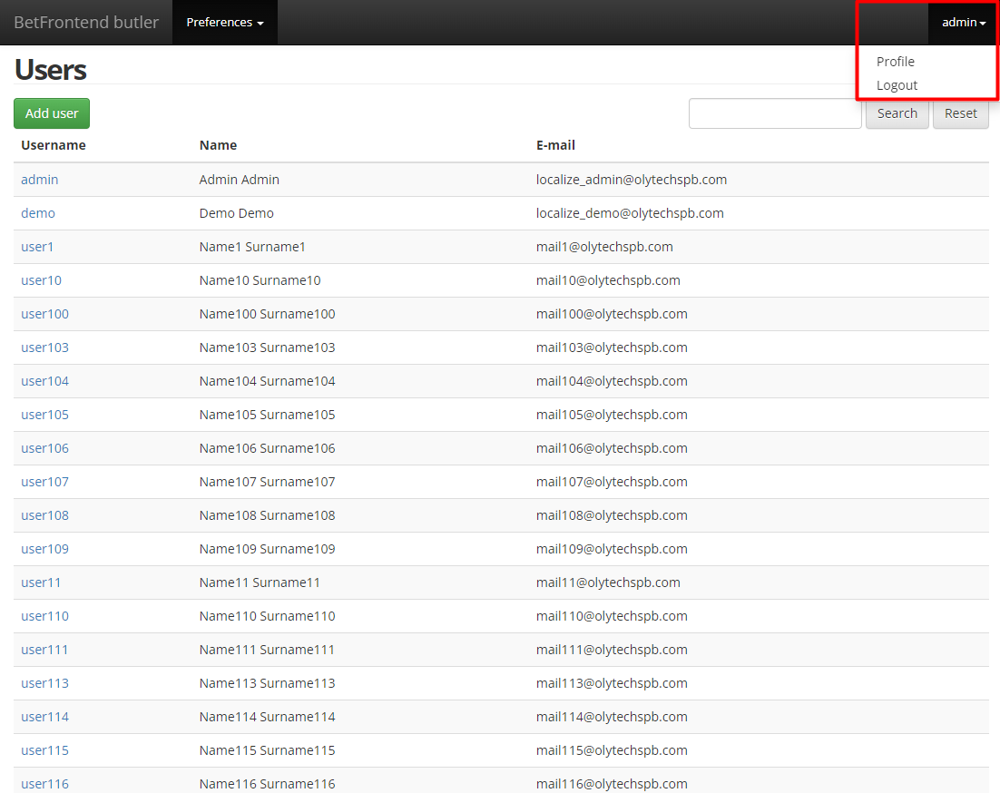 BetFrontend butler Preferences admin
Profile
Logout
Users
Add user Search Reset
Username Name E-mail
admin Admin Admin localize_admin@olytechspb.com
demo Demo Demo localize_demo@olytechspb.com
user1 Name1 Surname1 mail1@olytechspb.com
user10 Name10 Surname10 mail10@olytechspb.com
user100 Name100 Surname100 mail100@olytechspb.com
user103 Name103 Surname103 mail103@olytechspb.com
user104 Name104 Surname104 mail104@olytechspb.com
user105 Name105 Surname105 mail105@olytechspb.com
user106 Name106 Surname106 mail106@olytechspb.com
user107 Name107 Surname107 mail107@olytechspb.com
user108 Name108 Surname108 mail108@olytechspb.com
user109 Name109 Surname109 mail109@olytechspb.com
user11 Name11 Surname11 mail11@olytechspb.com
user110 Name110 Surname110 mail110@olytechspb.com
user111 Name111 Surname111 mail111@olytechspb.com
user113 Name113 Surname113 mail113@olytechspb.com
user114 Name114 Surname114 mail114@olytechspb.com
user115 Name115 Surname115 mail115@olytechspb.com
user116 Name116 Surname116 mail116@olytechspb.com